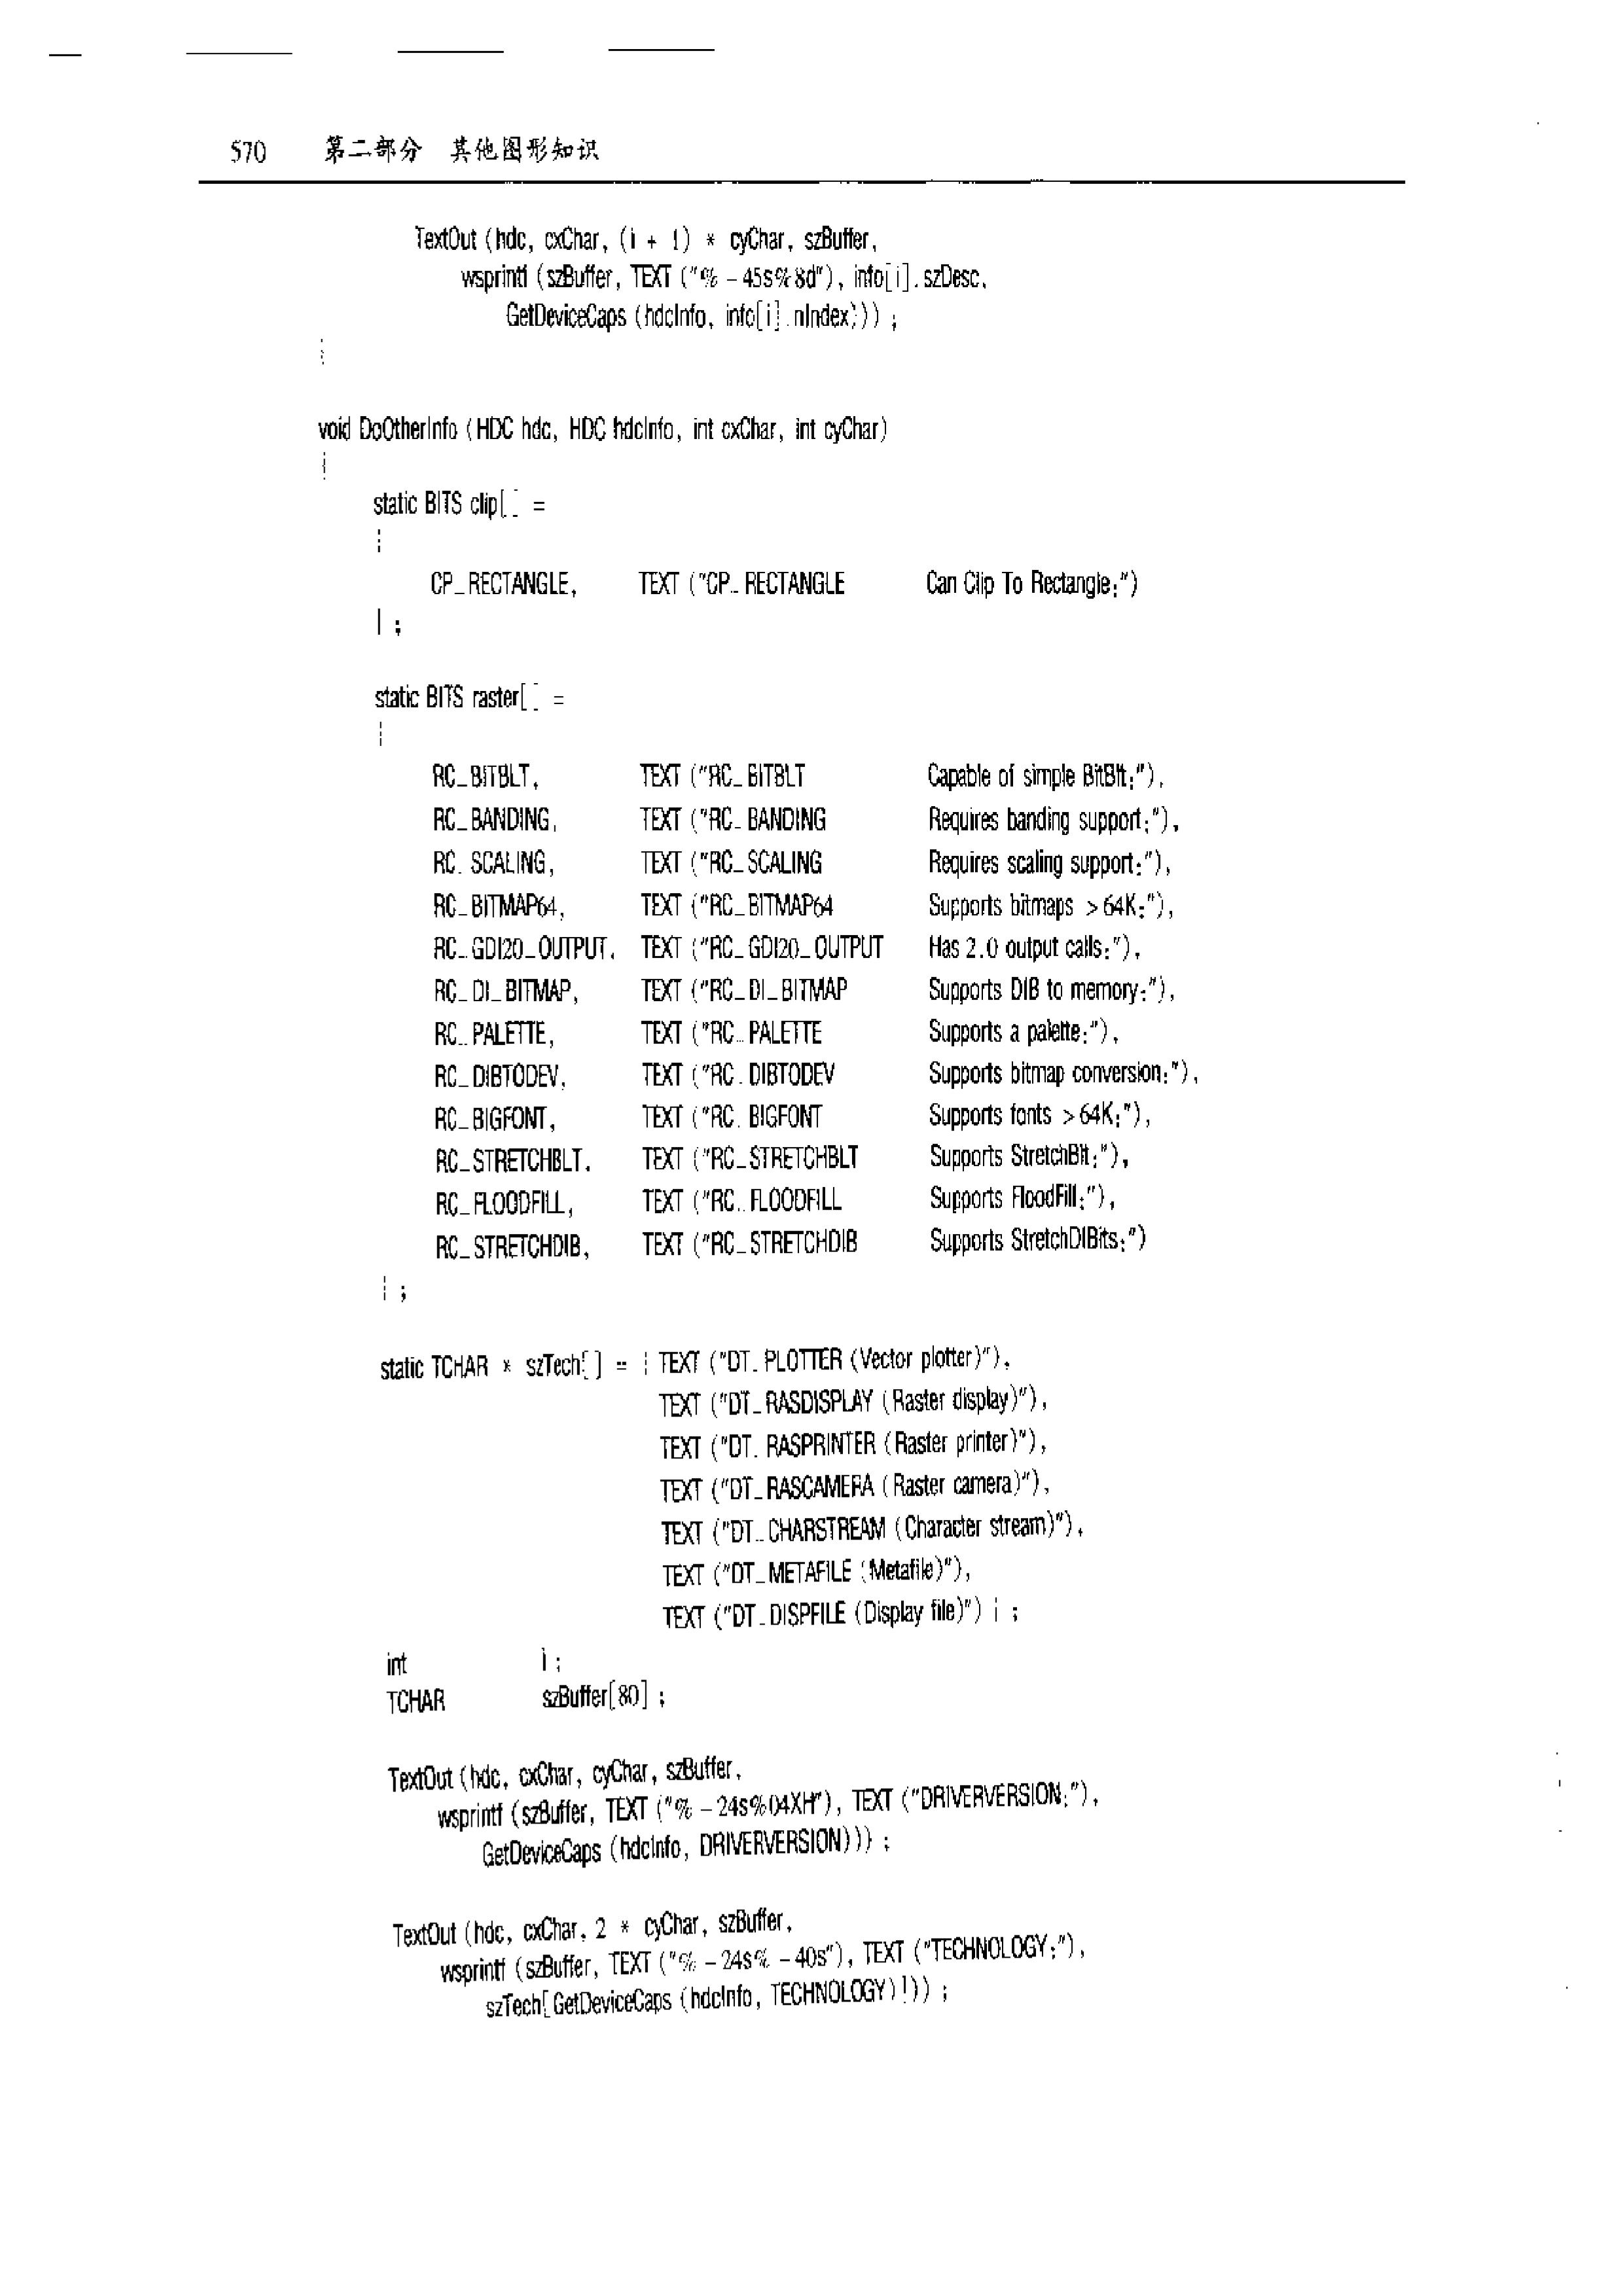 570 第二部分 其他图形知识
TextOut (hdc, cxChar, (i + 1) * cyChar, szBuffer,
wsprintf (szBuffer, TEXT ("% -45s%8d"), info[i].szDesc,
GetDeviceCaps (hdcInfo, info[i].nIndex))) ;
}
void DoOtherInfo (HDC hdc, HDC hdcInfo, int cxChar, int cyChar)
{
static BITS clip[] =
{
CP_RECTANGLE, TEXT ("CP_RECTANGLE Can Clip To Rectangle:")
} ;
static BITS raster[] =
{
RC_BITBLT, TEXT ("RC_BITBLT Capable of simple BitBlt:"),
RC_BANDING, TEXT ("RC_BANDING Requires banding support:"),
RC_SCALING, TEXT ("RC_SCALING Requires scaling support:"),
RC_BITMAP64, TEXT ("RC_BITMAP64 Supports bitmaps >64K:"),
RC_GDI20_OUTPUT, TEXT ("RC_GDI20_OUTPUT Has 2.0 output calls:"),
RC_DI_BITMAP, TEXT ("RC_DI_BITMAP Supports DIB to memory:"),
RC_PALETTE, TEXT ("RC_PALETTE Supports a palette:"),
RC_DIBTODEV, TEXT ("RC_DIBTODEV Supports bitmap conversion:"),
RC_BIGFONT, TEXT ("RC_BIGFONT Supports fonts >64K:"),
RC_STRETCHBLT, TEXT ("RC_STRETCHBLT Supports StretchBlt:"),
RC_FLOODFILL, TEXT ("RC_FLOODFILL Supports FloodFill:"),
RC_STRETCHDIB, TEXT ("RC_STRETCHDIB Supports StretchDIBits:")
} ;
static TCHAR * szTech[] = { TEXT ("DT_PLOTTER (Vector plotter)"),
TEXT ("DT_RASDISPLAY (Raster display)"),
TEXT ("DT_RASPRINTER (Raster printer)"),
TEXT ("DT_RASCAMERA (Raster camera)"),
TEXT ("DT_CHARSTREAM (Character stream)"),
TEXT ("DT_METAFILE (Metafile)"),
TEXT ("DT_DISPFILE (Display file)") } ;
int i ;
TCHAR szBuffer[80] ;
TextOut (hdc, cxChar, cyChar, szBuffer,
wsprintf (szBuffer, TEXT ("% -24s%04XH"), TEXT ("DRIVERVERSION:"),
GetDeviceCaps (hdcInfo, DRIVERVERSION))) ;
TextOut (hdc, cxChar, 2 * cyChar, szBuffer,
wsprintf (szBuffer, TEXT ("% -24s% -40s"), TEXT ("TECHNOLOGY:"),
szTech[GetDeviceCaps (hdcInfo, TECHNOLOGY)])) ;